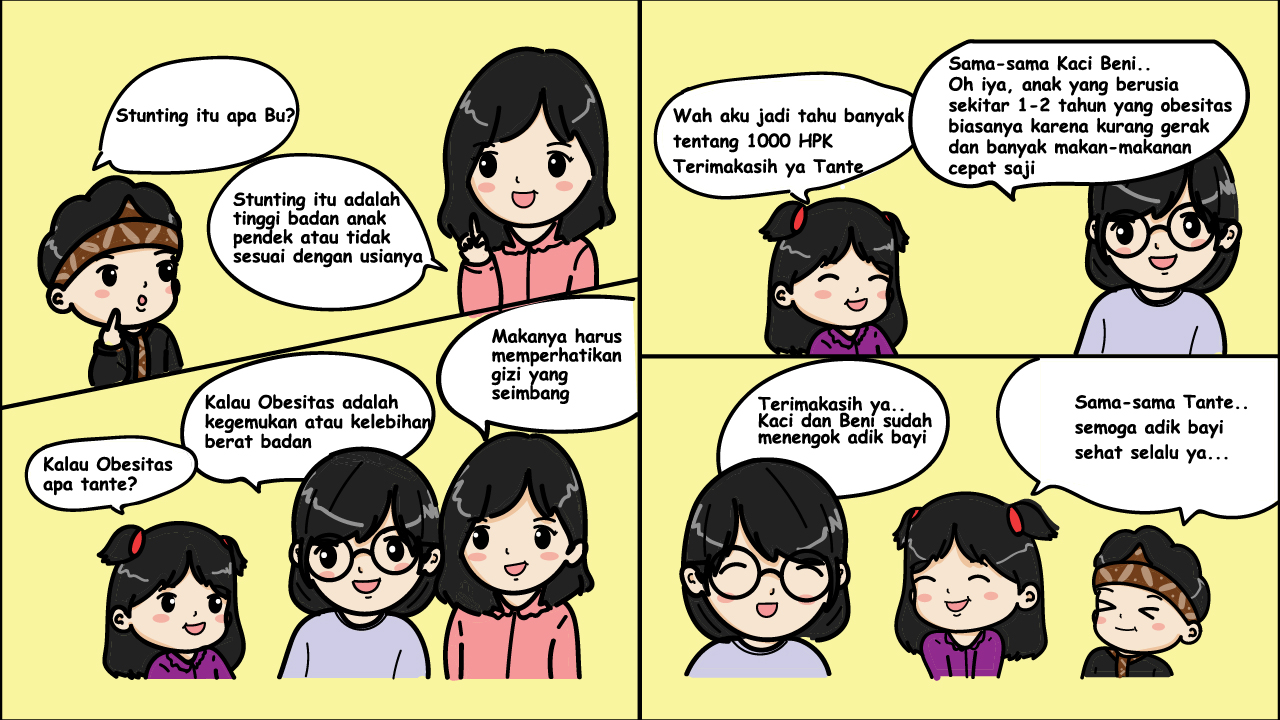 Stunting itu apa Bu?
Stunting itu adalah
tinggi badan anak
pendek atau tidak
sesuai dengan usianya
Kalau Obesitas
apa tante?
Kalau Obesitas adalah
kegemukan atau kelebihan
berat badan
Makanya harus
memperhatikan
gizi yang
seimbang
Wah aku jadi tahu banyak
tentang 1000 HPK
Terimakasih ya Tante
Sama-sama Kaci Beni..
Oh iya, anak yang berusia
sekitar 1-2 tahun yang obesitas
biasanya karena kurang gerak
dan banyak makan-makanan
cepat saji
Terimakasih ya..
Kaci dan Beni sudah
menengok adik bayi
Sama-sama Tante..
semoga adik bayi
sehat selalu ya...